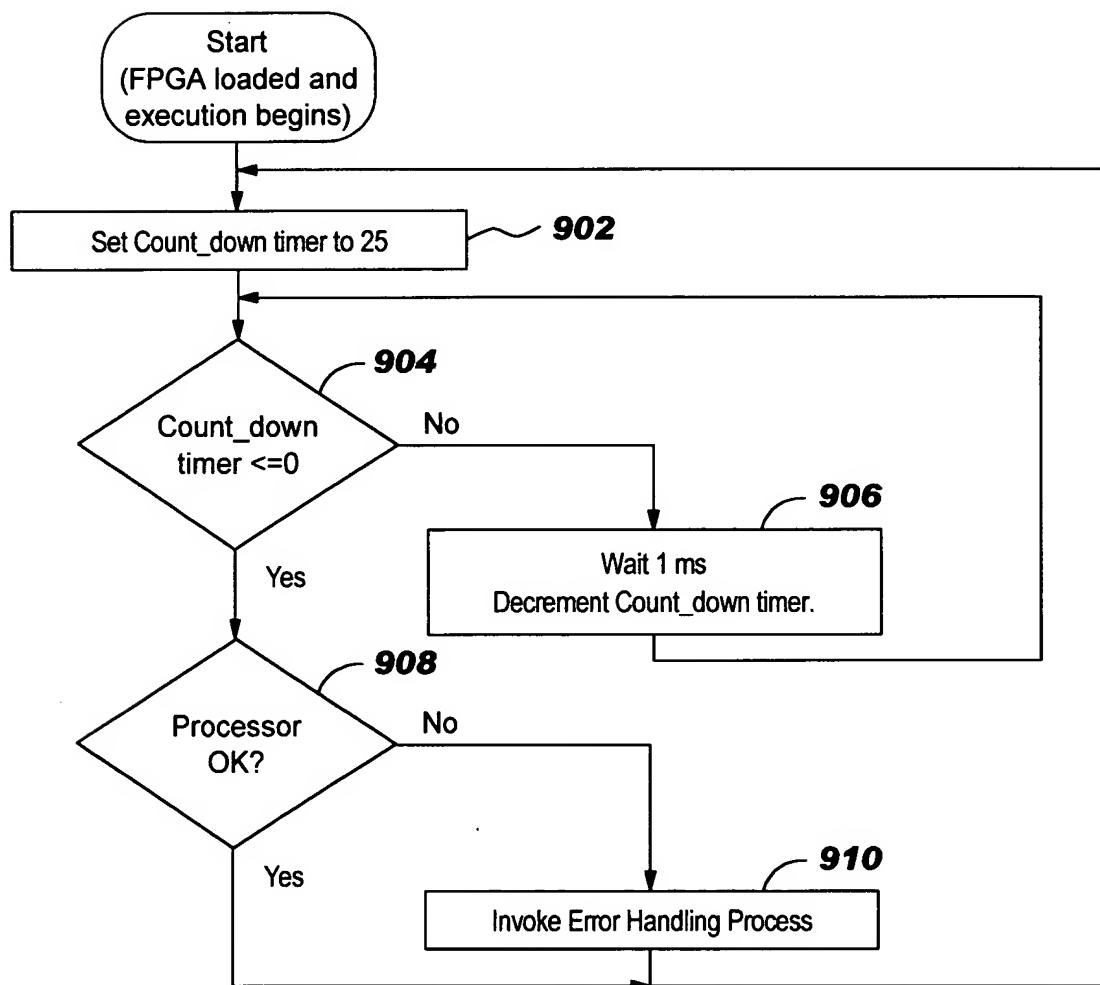 Start
(FPGA loaded and
execution begins)
Set Count_down timer to 25
902
904
Count_down
timer <=0
No
906
Wait 1 ms
Decrement Count_down timer.
Yes
908
Processor
OK?
No
910
Yes
Invoke Error Handling Process